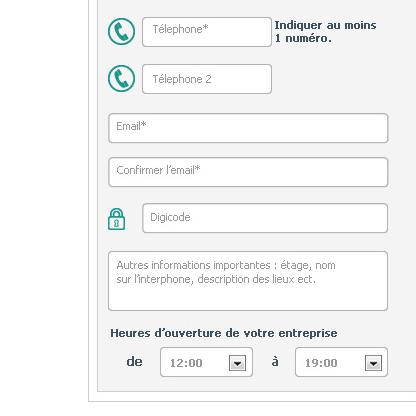 Téléphone*
Indiquer au moins
1 numéro.
Télephone 2
Email*
Confirmer l'email*
Digicode
Autres informations importantes : étage, nom
sur l'interphone, description des lieux ect.
Heures d'ouverture de votre entreprise
de 12:00 à 19:00